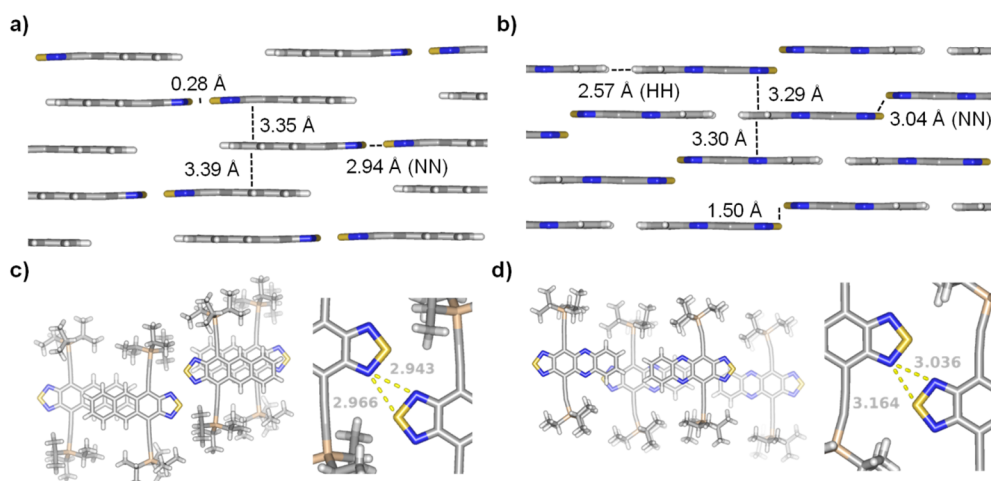 a)
0.28 Å
3.35 Å
3.39 Å
2.94 Å (NN)
b)
2.57 Å (HH)
3.29 Å
3.04 Å (NN)
3.30 Å
1.50 Å
c)
2.943
2.966
d)
3.036
3.164